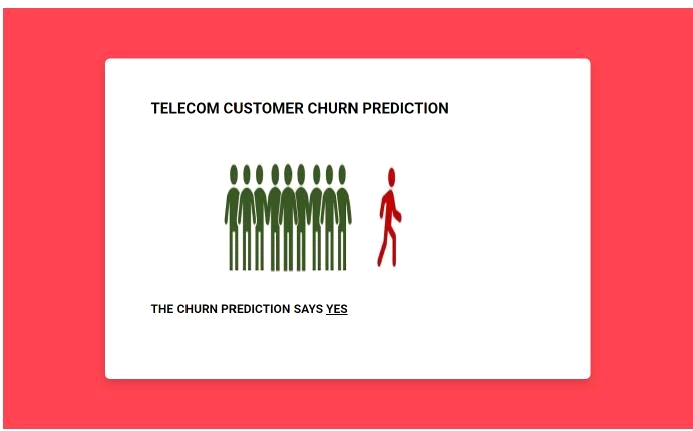 TELECOM CUSTOMER CHURN PREDICTION
THE CHURN PREDICTION SAYS YES